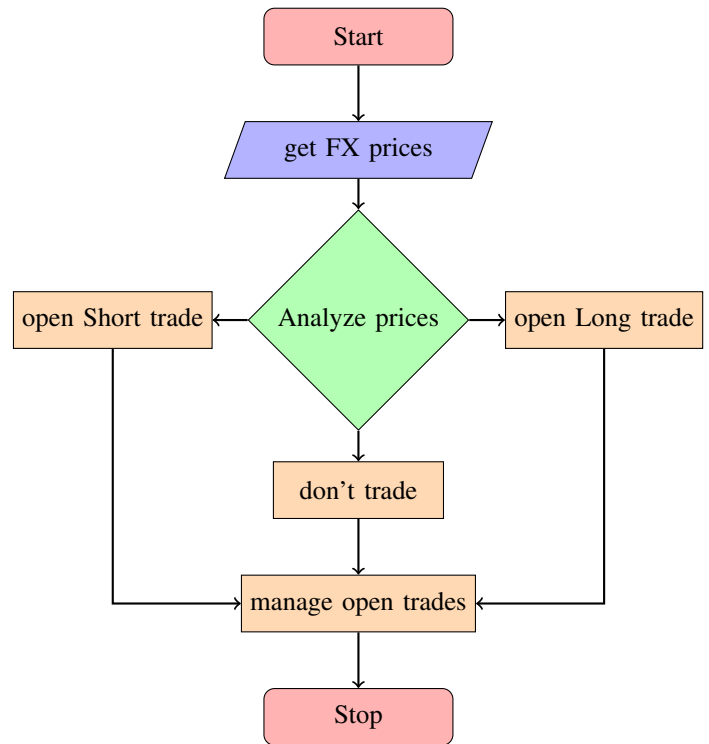 Start
get FX prices
open Short trade
Analyze prices
open Long trade
don't trade
manage open trades
Stop